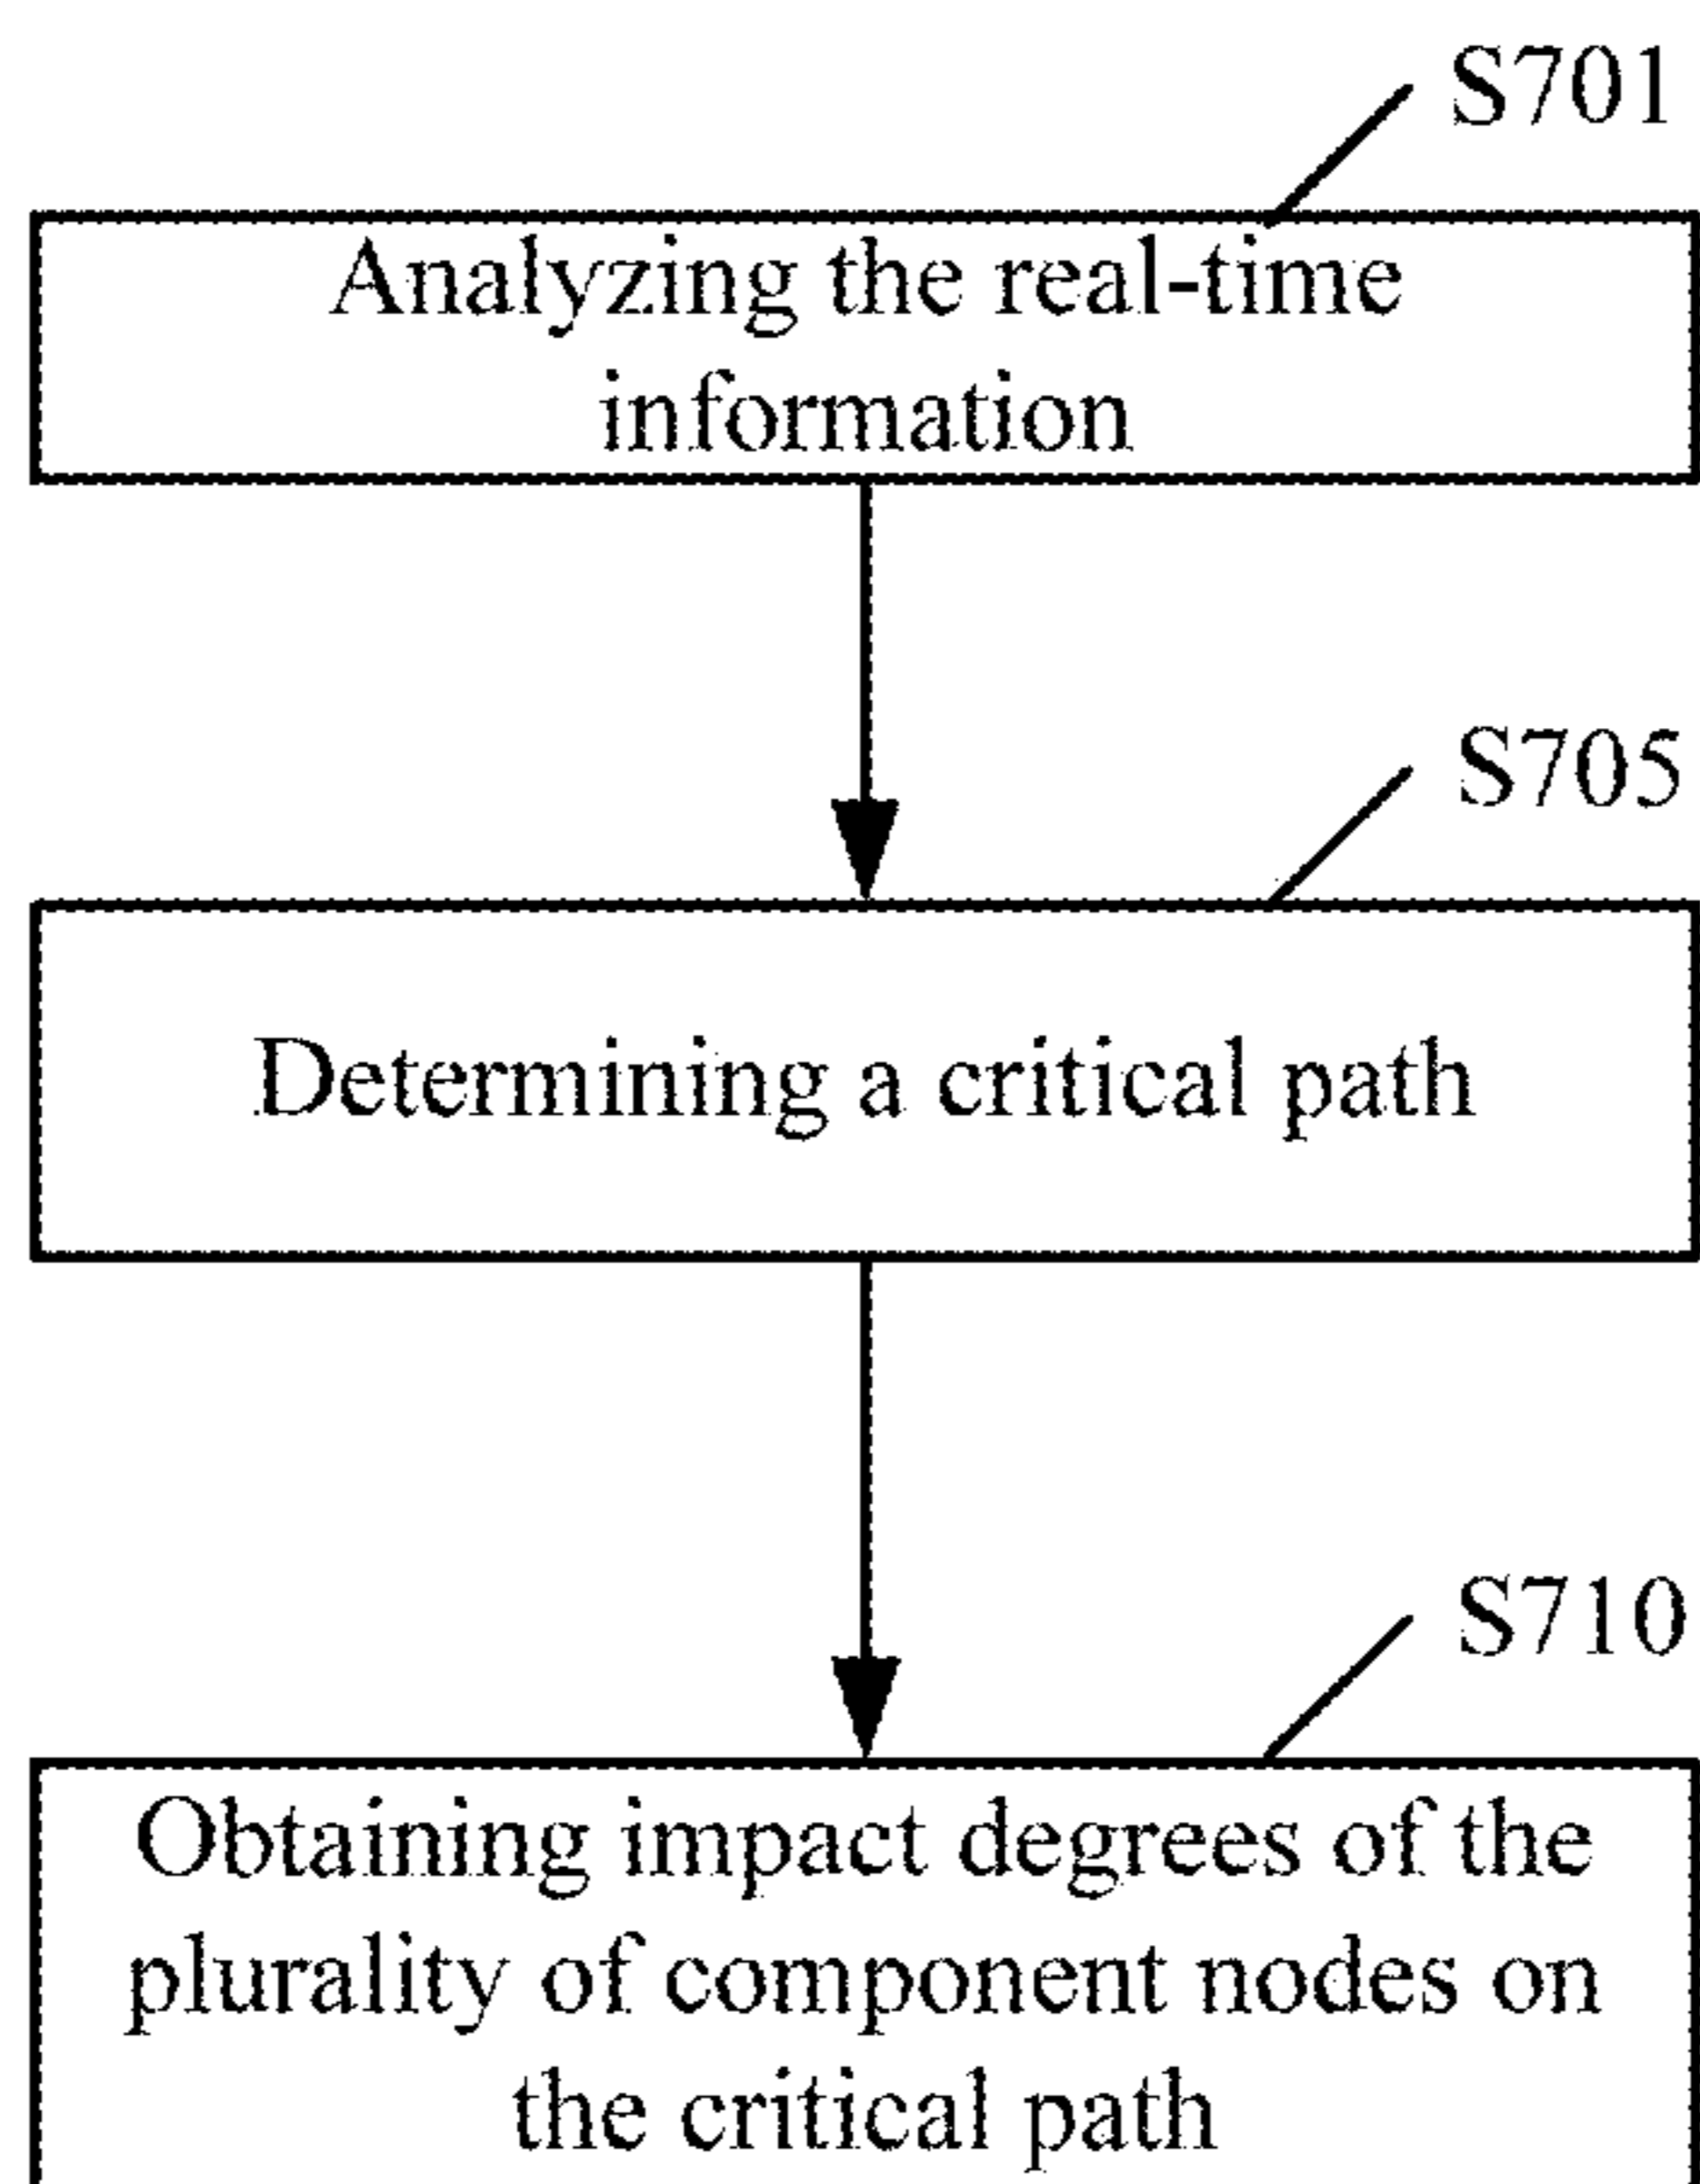 S701
Analyzing the real-time
information
S705
Determining a critical path
S710
Obtaining impact degrees of the
plurality of component nodes on
the critical path